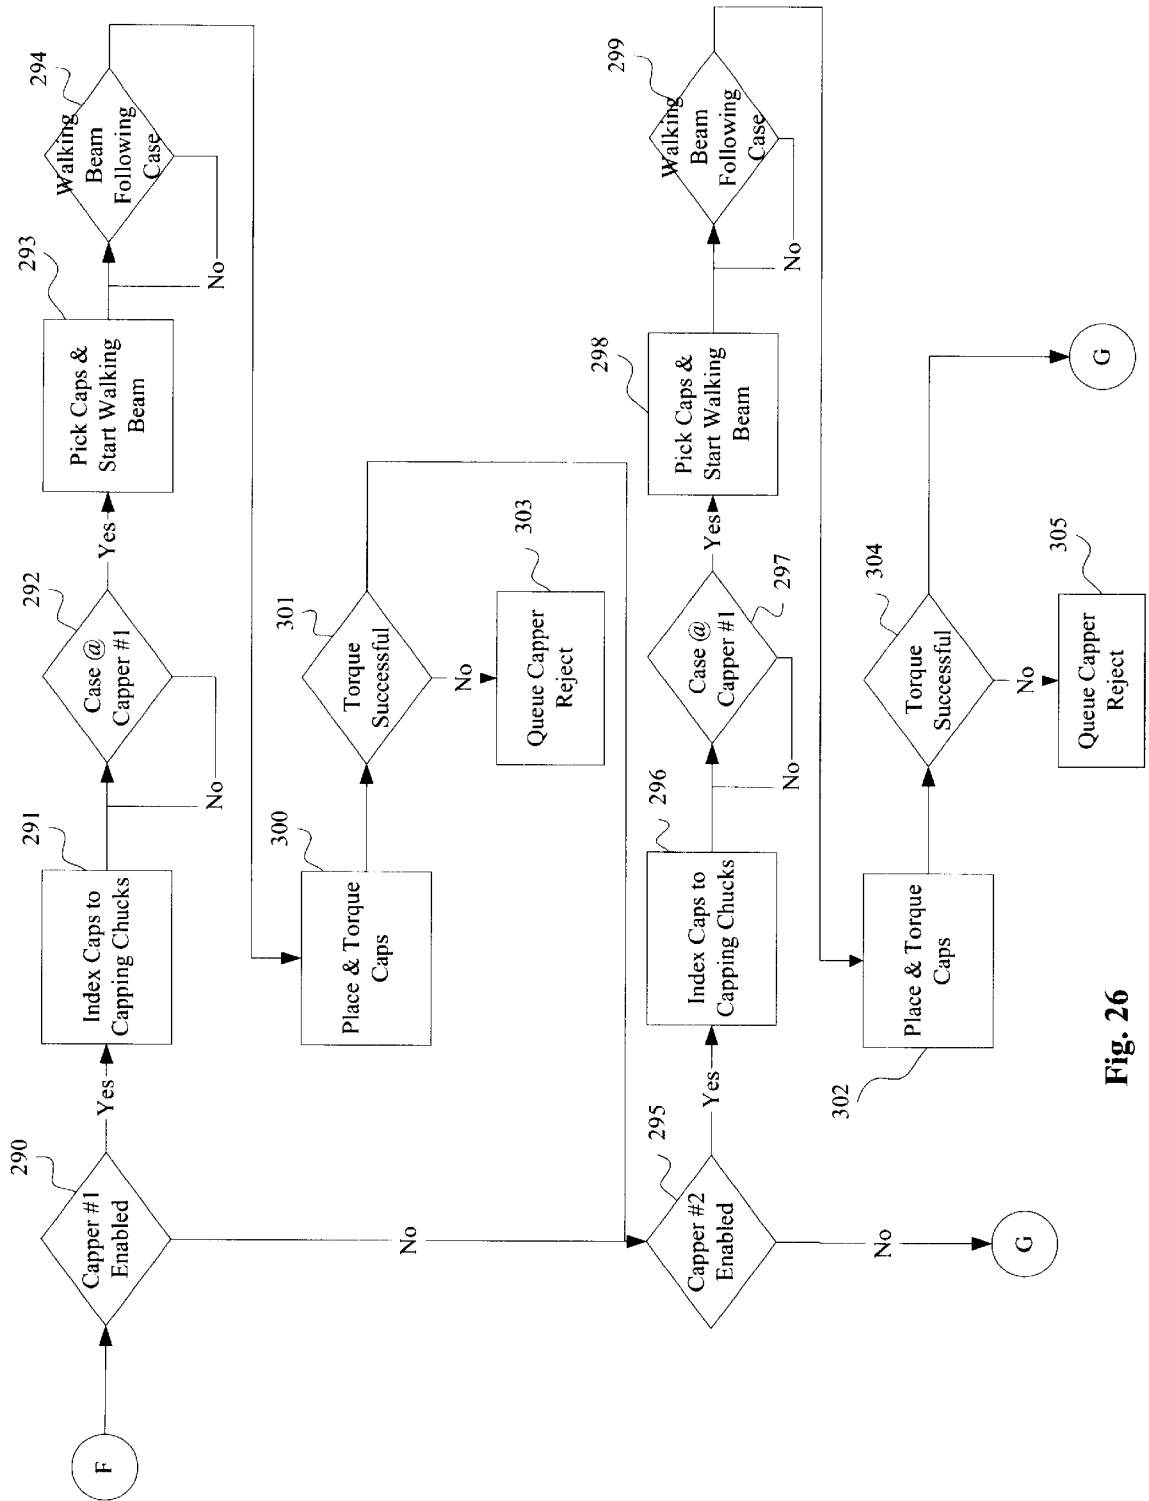 F
290
Capper #1
Enabled
Yes
No
291
Index Caps to
Capping Chucks
No
292
Case @
Capper #1
Yes
293
Pick Caps &
Start Walking
Beam
No
294
Walking
Beam
Following
Case
300
Place & Torque
Caps
301
Torque
Successful
No
303
Queue Capper
Reject
295
Capper #2
Enabled
Yes
No
G
296
Index Caps to
Capping Chucks
No
297
Case @
Capper #1
Yes
298
Pick Caps &
Start Walking
Beam
No
299
Walking
Beam
Following
Case
302
Place & Torque
Caps
304
Torque
Successful
No
305
Queue Capper
Reject
G
Fig. 26